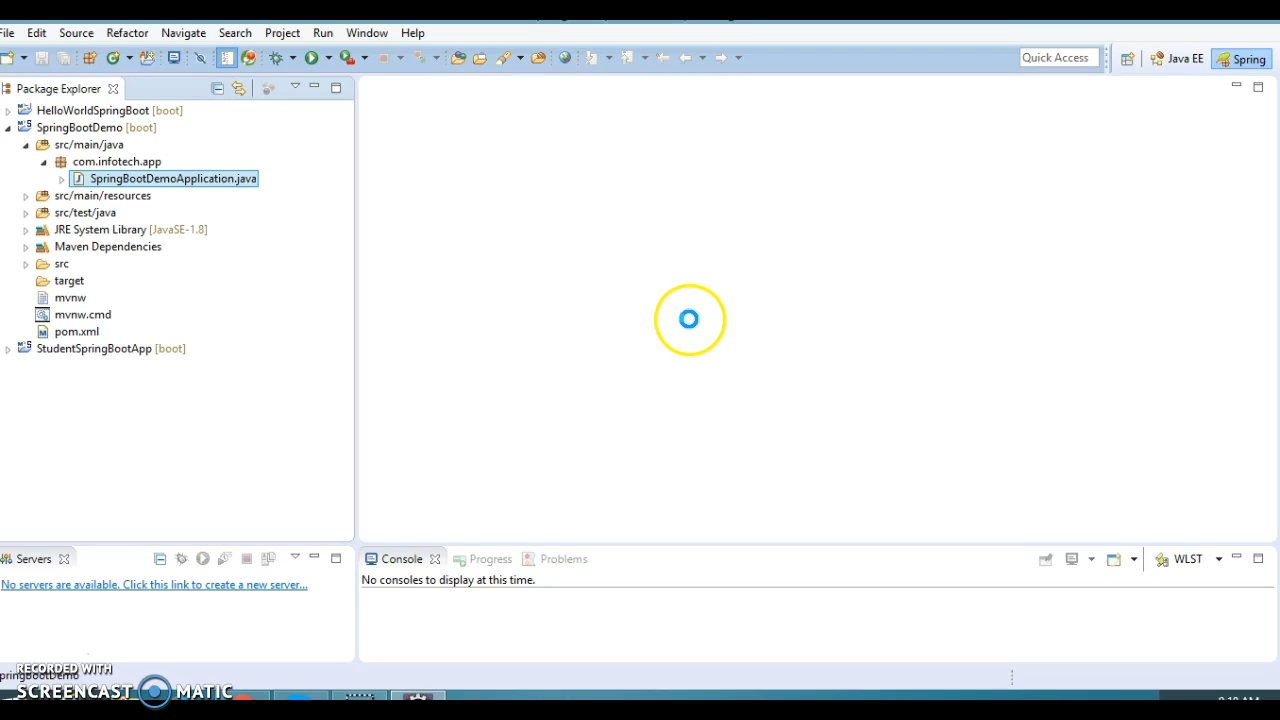 File Edit Source Refactor Navigate Search Project Run Window Help
Quick Access Java EE Spring
Package Explorer
HelloWorldSpringBoot [boot]
SpringBootDemo [boot]
src/main/java
com.infotech.app
SpringBootDemoApplication.java
src/main/resources
src/test/java
JRE System Library [JavaSE-1.8]
Maven Dependencies
src
target
mvnw
mvnw.cmd
pom.xml
StudentSpringBootApp [boot]
Servers
No servers are available. Click this link to create a new server...
Console Progress Problems
WLST
No consoles to display at this time.
RECORDED WITH
SCREENCAST MATIC